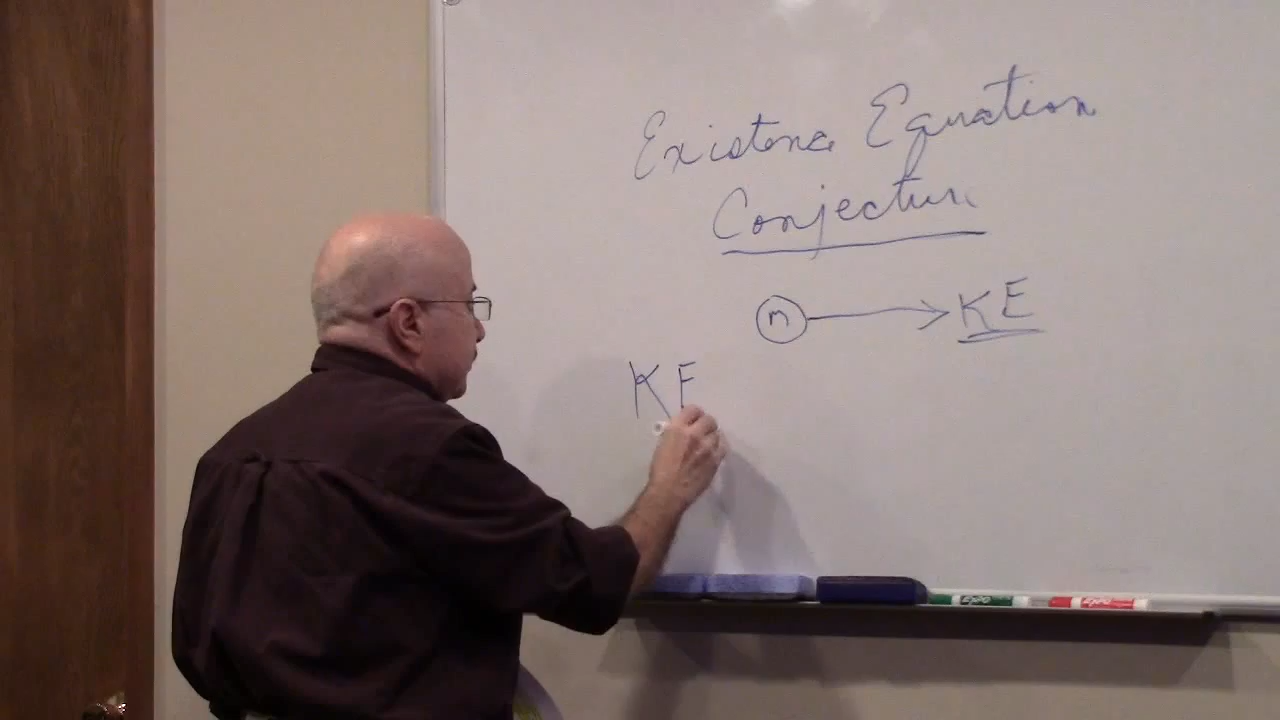 Existence Equation
Conjecture
m → KE
KE
EXPO
EXPO